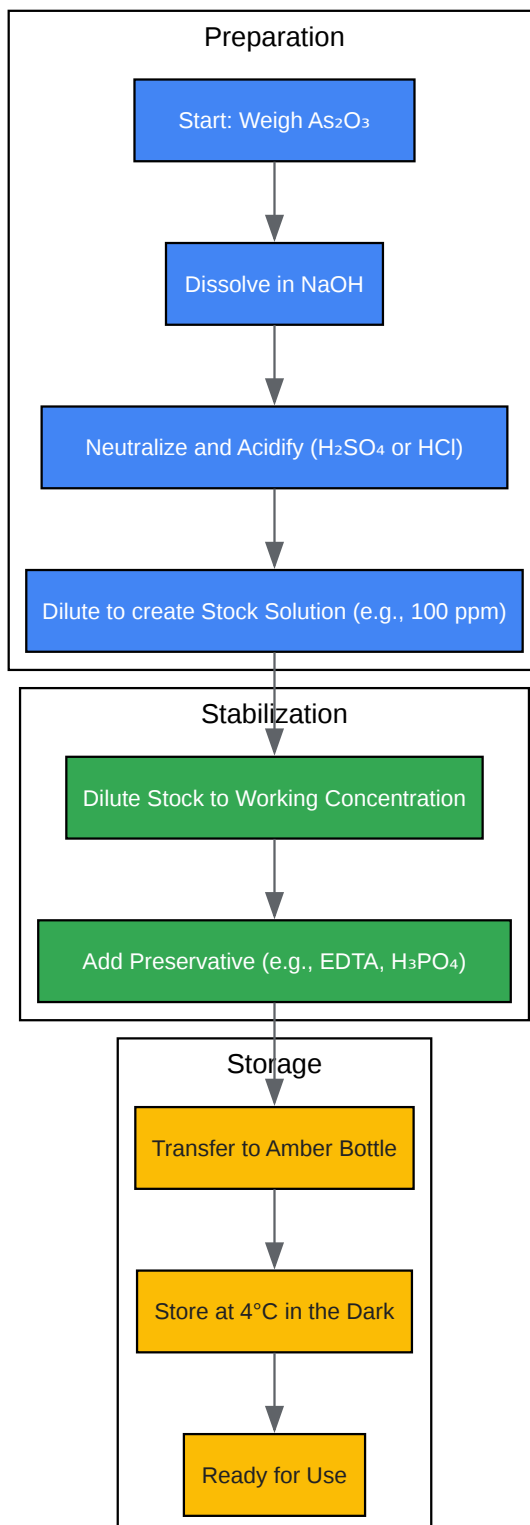 Preparation
Start: Weigh As₂O₃
Dissolve in NaOH
Neutralize and Acidify (H₂SO₄ or HCl)
Dilute to create Stock Solution (e.g., 100 ppm)
Stabilization
Dilute Stock to Working Concentration
Add Preservative (e.g., EDTA, H₃PO₄)
Storage
Transfer to Amber Bottle
Store at 4°C in the Dark
Ready for Use